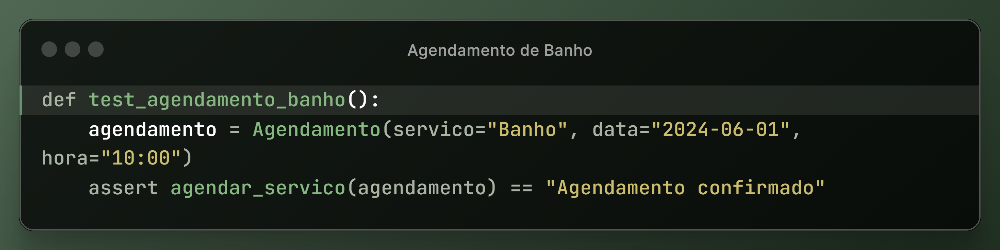 Agendamento de Banho
def test_agendamento_banho():
    agendamento = Agendamento(servico="Banho", data="2024-06-01",
hora="10:00")
    assert agendar_servico(agendamento) == "Agendamento confirmado"